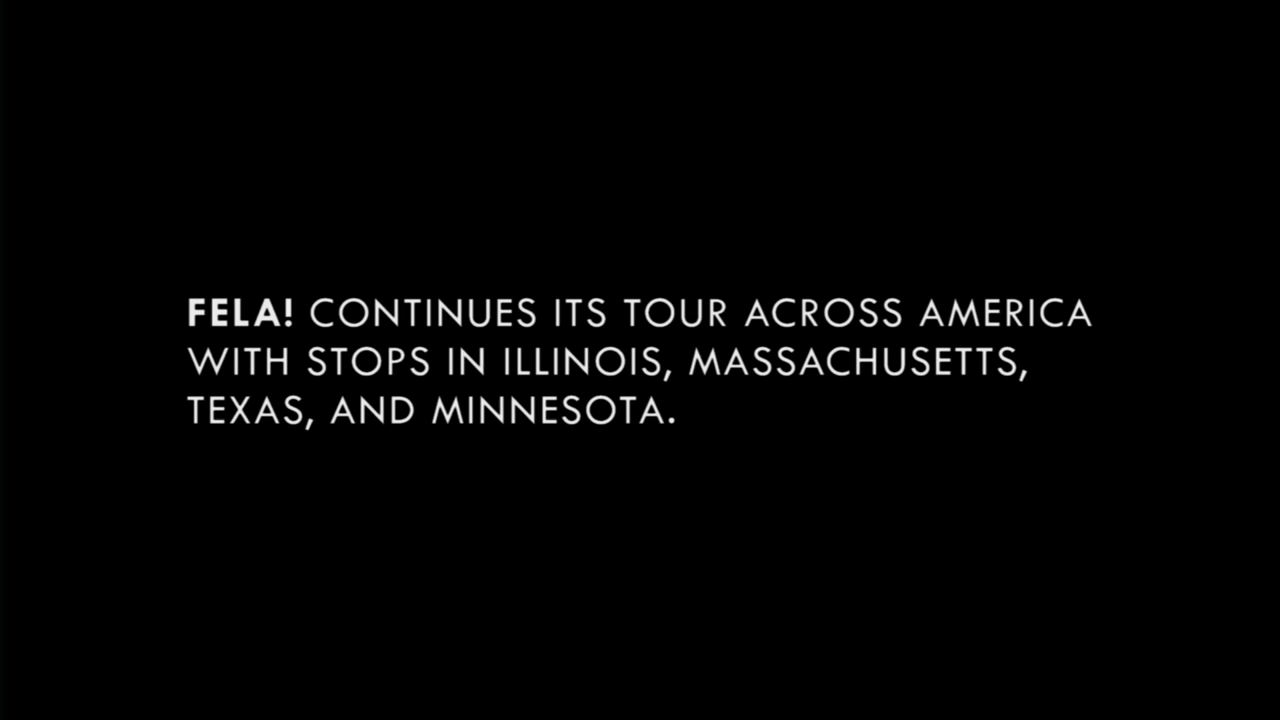 FELA! CONTINUES ITS TOUR ACROSS AMERICA
WITH STOPS IN ILLINOIS, MASSACHUSETTS,
TEXAS, AND MINNESOTA.